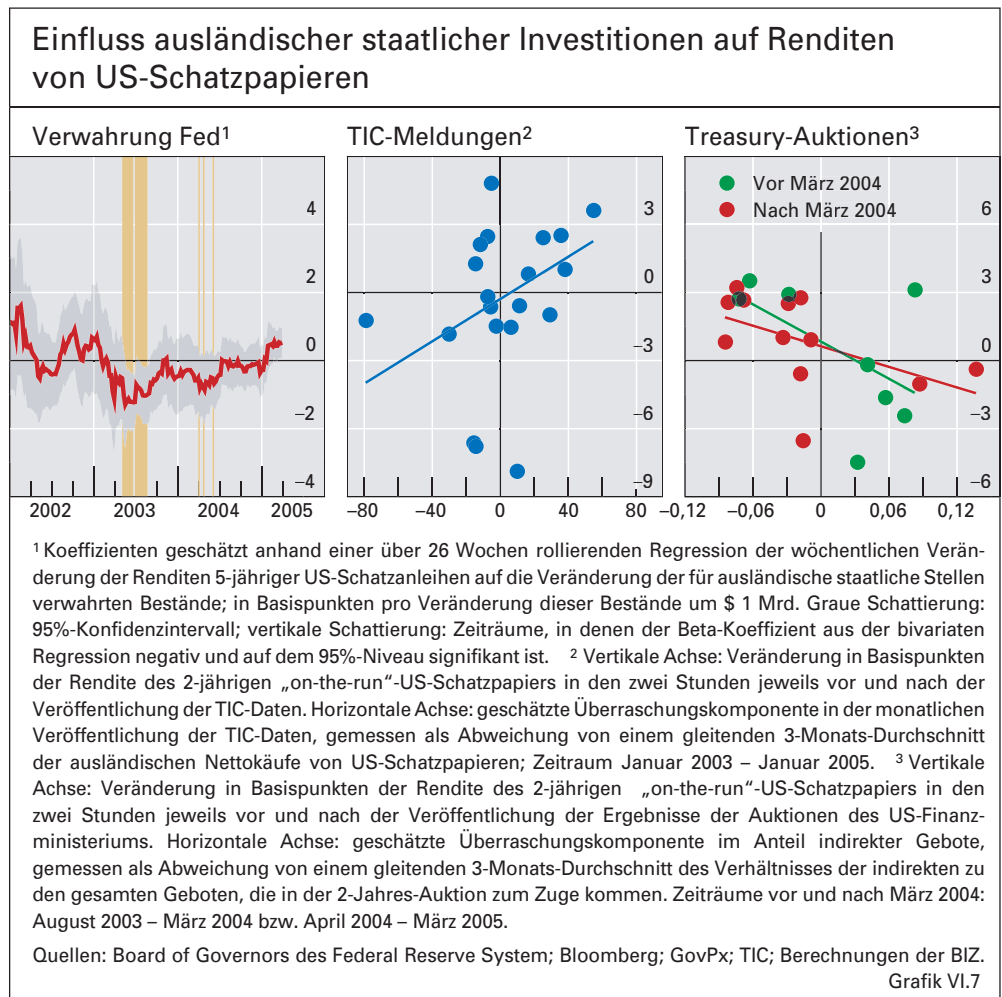 Einfluss ausländischer staatlicher Investitionen auf Renditen
von US-Schatzpapieren
Verwahrung Fed¹
4
2
0
–2
–4
2002 2003 2004 2005
TIC-Meldungen²
3
0
–3
–6
–9
–80 –40 0 40 80
Treasury-Auktionen³
Vor März 2004
Nach März 2004
6
3
0
–3
–6
–0,12 –0,06 0 0,06 0,12
¹ Koeffizienten geschätzt anhand einer über 26 Wochen rollierenden Regression der wöchentlichen Verän-
derung der Renditen 5-jähriger US-Schatzanleihen auf die Veränderung der für ausländische staatliche Stellen
verwahrten Bestände; in Basispunkten pro Veränderung dieser Bestände um $ 1 Mrd. Graue Schattierung:
95%-Konfidenzintervall; vertikale Schattierung: Zeiträume, in denen der Beta-Koeffizient aus der bivariaten
Regression negativ und auf dem 95%-Niveau signifikant ist. ² Vertikale Achse: Veränderung in Basispunkten
der Rendite des 2-jährigen „on-the-run“-US-Schatzpapiers in den zwei Stunden jeweils vor und nach der
Veröffentlichung der TIC-Daten. Horizontale Achse: geschätzte Überraschungskomponente in der monatlichen
Veröffentlichung der TIC-Daten, gemessen als Abweichung von einem gleitenden 3-Monats-Durchschnitt
der ausländischen Nettokäufe von US-Schatzpapieren; Zeitraum Januar 2003 – Januar 2005. ³ Vertikale
Achse: Veränderung in Basispunkten der Rendite des 2-jährigen „on-the-run“-US-Schatzpapiers in den
zwei Stunden jeweils vor und nach der Veröffentlichung der Ergebnisse der Auktionen des US-Finanz-
ministeriums. Horizontale Achse: geschätzte Überraschungskomponente im Anteil indirekter Gebote,
gemessen als Abweichung von einem gleitenden 3-Monats-Durchschnitt des Verhältnisses der indirekten zu
den gesamten Geboten, die in der 2-Jahres-Auktion zum Zuge kommen. Zeiträume vor und nach März 2004:
August 2003 – März 2004 bzw. April 2004 – März 2005.
Quellen: Board of Governors des Federal Reserve System; Bloomberg; GovPx; TIC; Berechnungen der BIZ.
Grafik VI.7